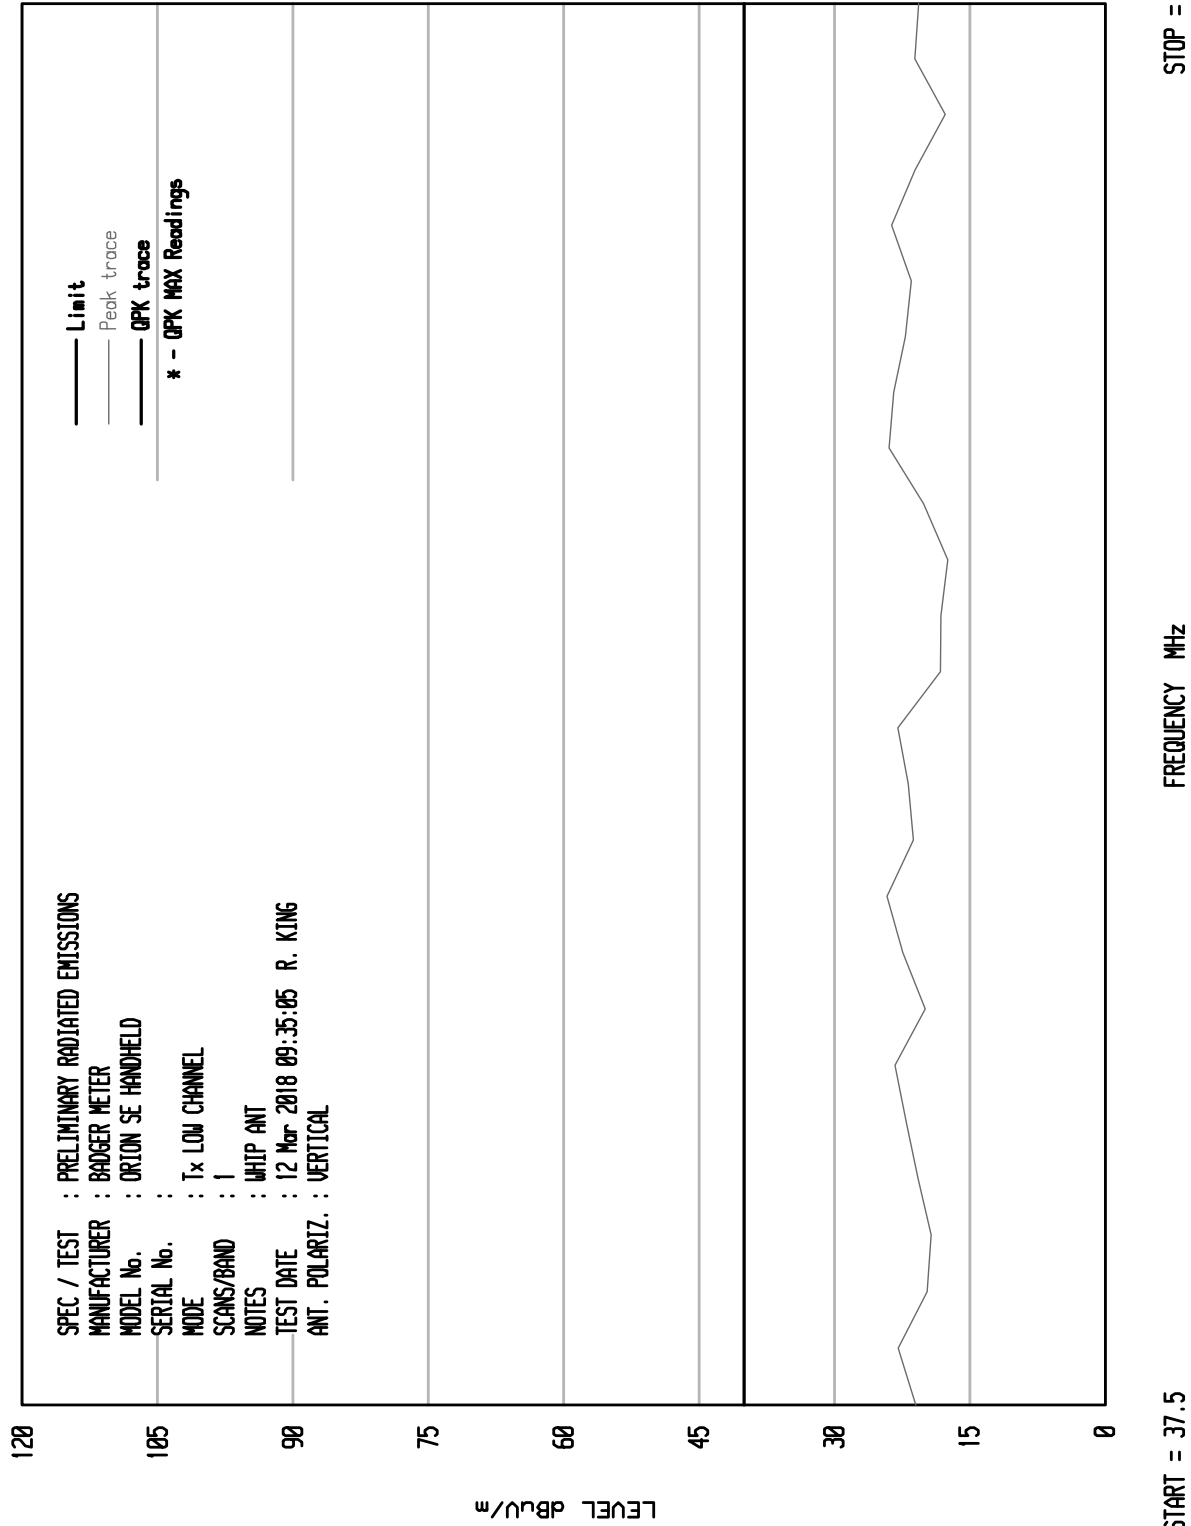 SPEC / TEST : PRELIMINARY RADIATED EMISSIONS
MANUFACTURER : BADGER METER
MODEL No. : ORION SE HANDHELD
SERIAL No. :
MODE : Tx LOW CHANNEL
SCANS/BAND : 1
NOTES : WHIP ANT
TEST DATE : 12 Mar 2018 09:35:05 R. KING
ANT. POLARIZ. : VERTICAL
Limit
Peak trace
QPK trace
* - QPK MAX Readings
LEVEL dBuV/m
120
105
90
75
60
45
30
15
0
START = 37.5
FREQUENCY MHz
STOP =